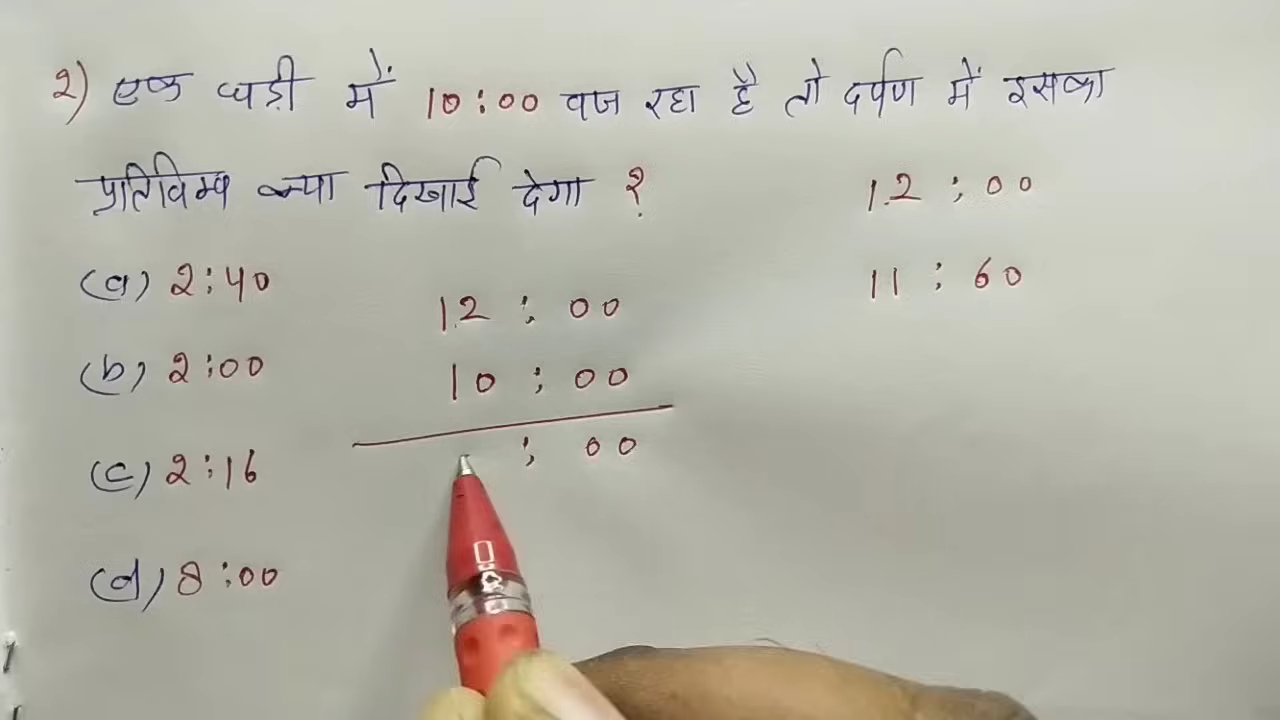 २) एक घड़ी में 10:00 बज रहा है तो दर्पण में इसका
प्रतिबिम्ब क्या दिखाई देगा ?
(a) 2:40
(b) 2:00
(c) 2:16
(d) 8:00
12 : 00
10 : 00
: 00
12 : 00
11 : 60